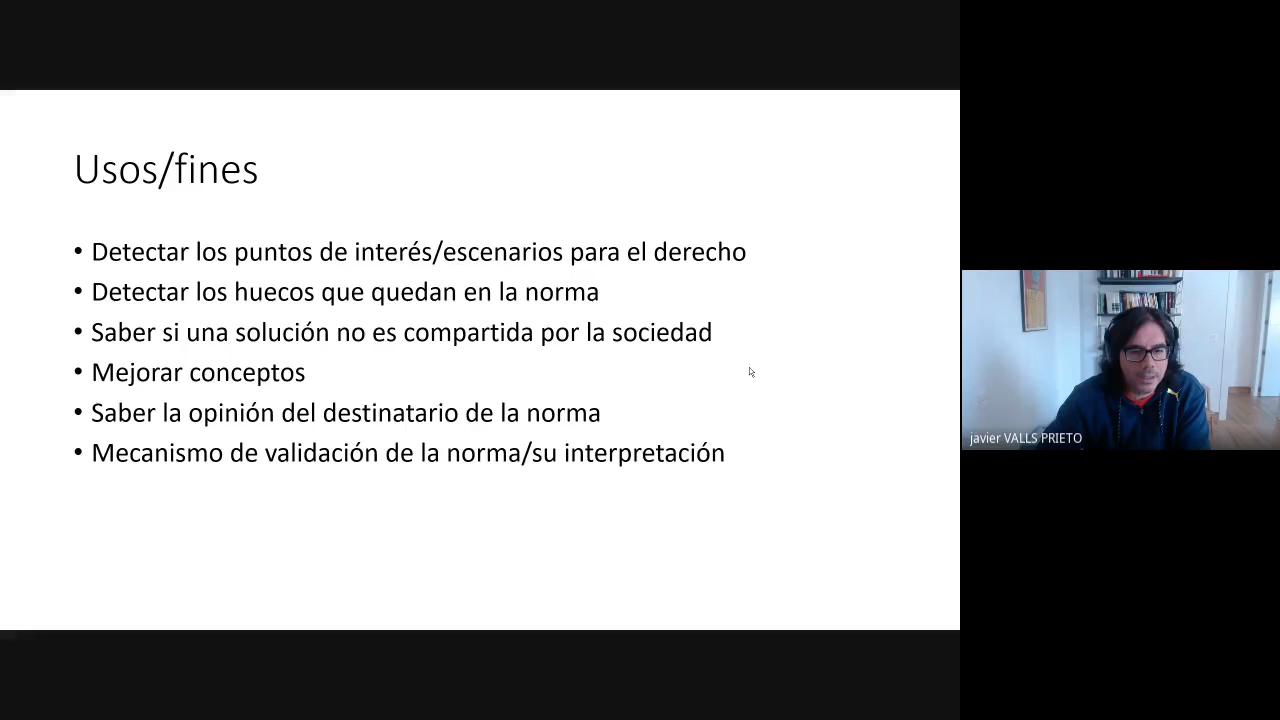 Usos/fines
• Detectar los puntos de interés/escenarios para el derecho
• Detectar los huecos que quedan en la norma
• Saber si una solución no es compartida por la sociedad
• Mejorar conceptos
• Saber la opinión del destinatario de la norma
• Mecanismo de validación de la norma/su interpretación
javier VALLS PRIETO